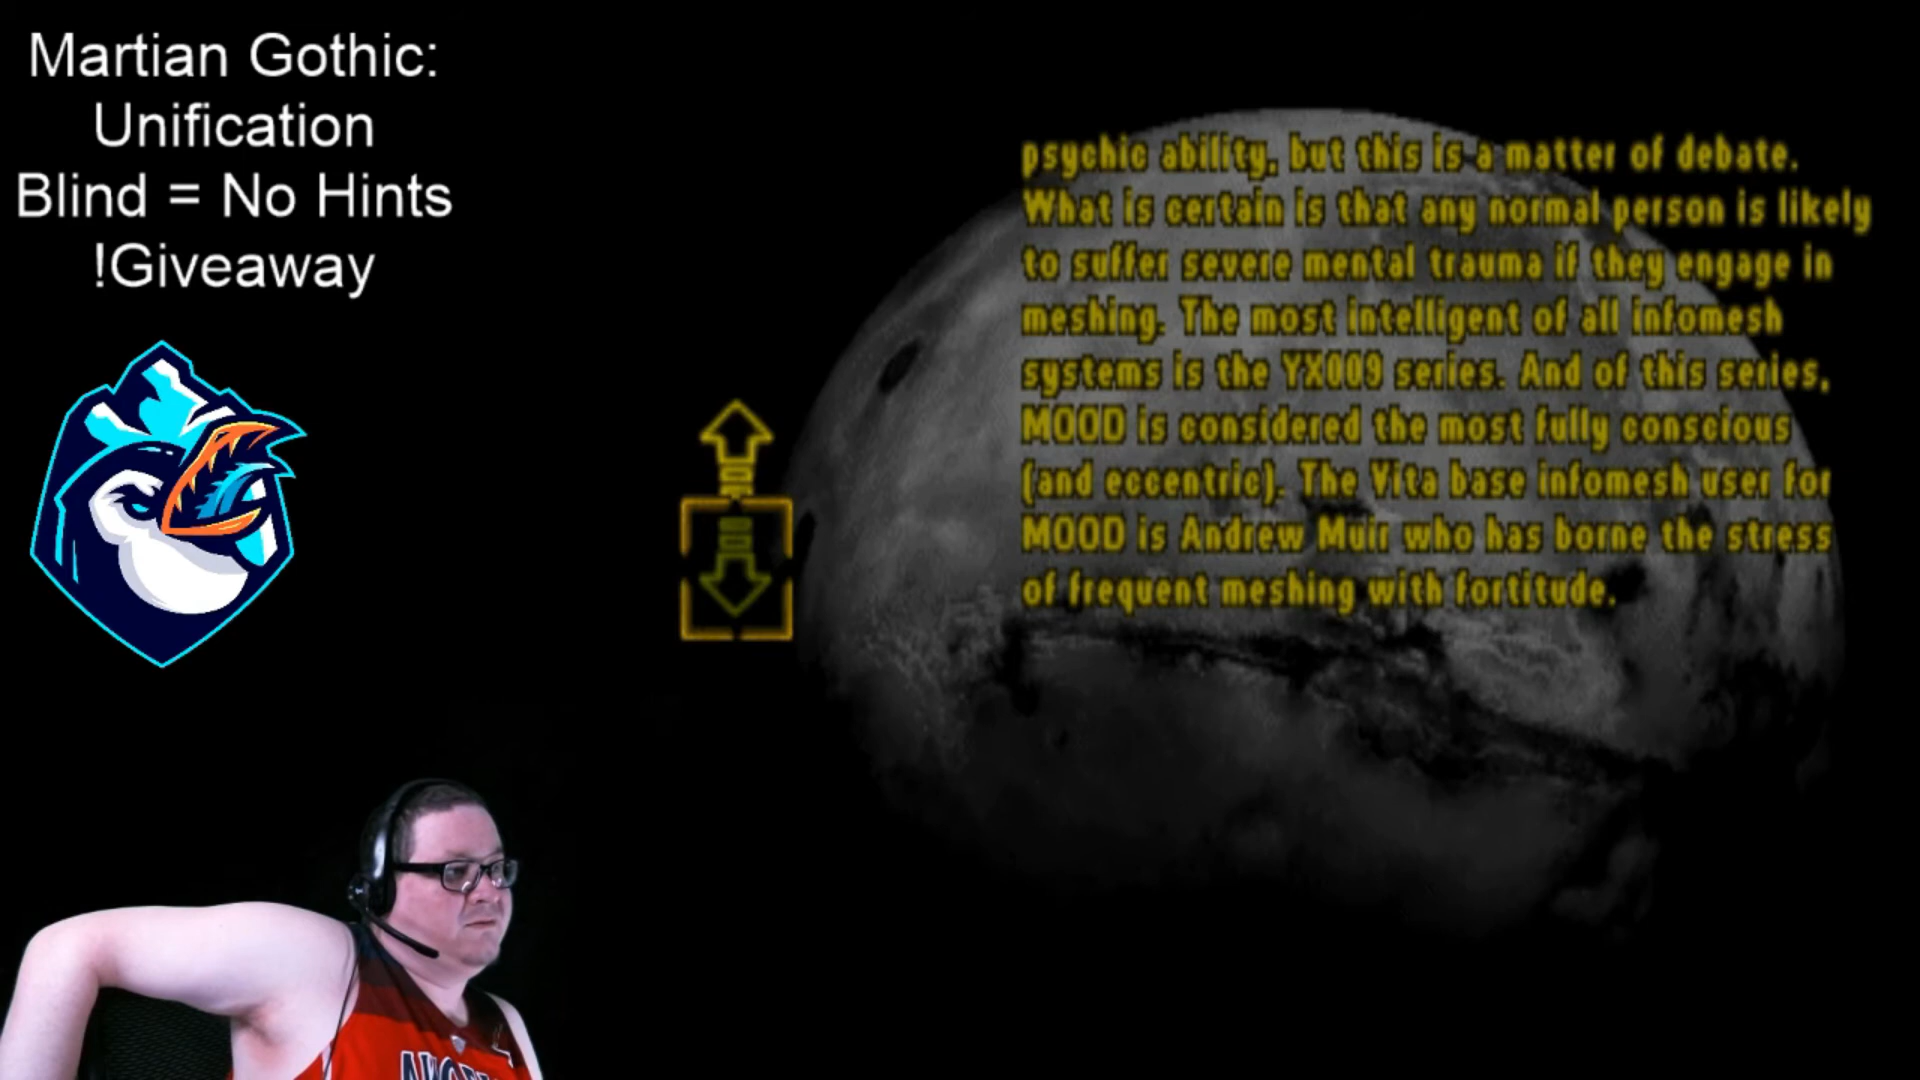 Martian Gothic:
Unification
Blind = No Hints
!Giveaway
psychic ability, but this is a matter of debate.
What is certain is that any normal person is likely
to suffer severe mental trauma if they engage in
meshing. The most intelligent of all infomesh
systems is the YX009 series. And of this series,
MOOD is considered the most fully conscious
(and eccentric). The Vita base infomesh user for
MOOD is Andrew Muir who has borne the stress
of frequent meshing with fortitude.